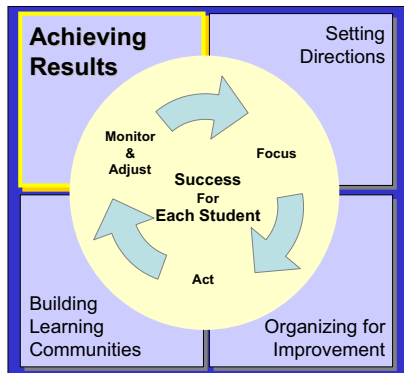 Achieving
Results
Setting
Directions
Monitor
&
Adjust
Focus
Success
For
Each Student
Act
Building
Learning
Communities
Organizing for
Improvement